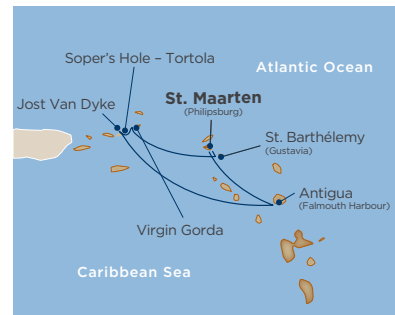 Soper's Hole – Tortola
Atlantic Ocean
Jost Van Dyke
St. Maarten
(Philipsburg)
St. Barthélemy
(Gustavia)
Antigua
(Falmouth Harbour)
Virgin Gorda
Caribbean Sea